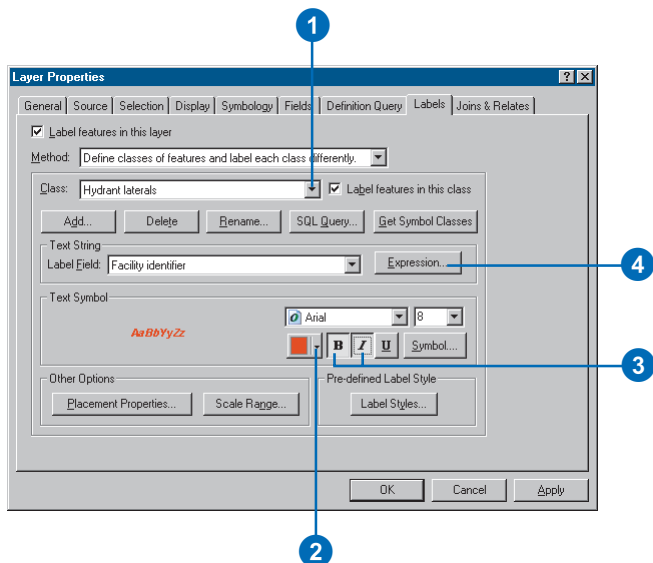 1
Layer Properties
General Source Selection Display Symbology Fields Definition Query Labels Joins & Relates
Label features in this layer
Method: Define classes of features and label each class differently.
Class: Hydrant laterals Label features in this class
Add... Delete Rename... SQL Query... Get Symbol Classes
Text String
Label Field: Facility identifier Expression... 4
Text Symbol
AaBbYyZz Arial 8
B I U Symbol.... 3
Other Options Pre-defined Label Style
Placement Properties... Scale Range... Label Styles...
OK Cancel Apply
2